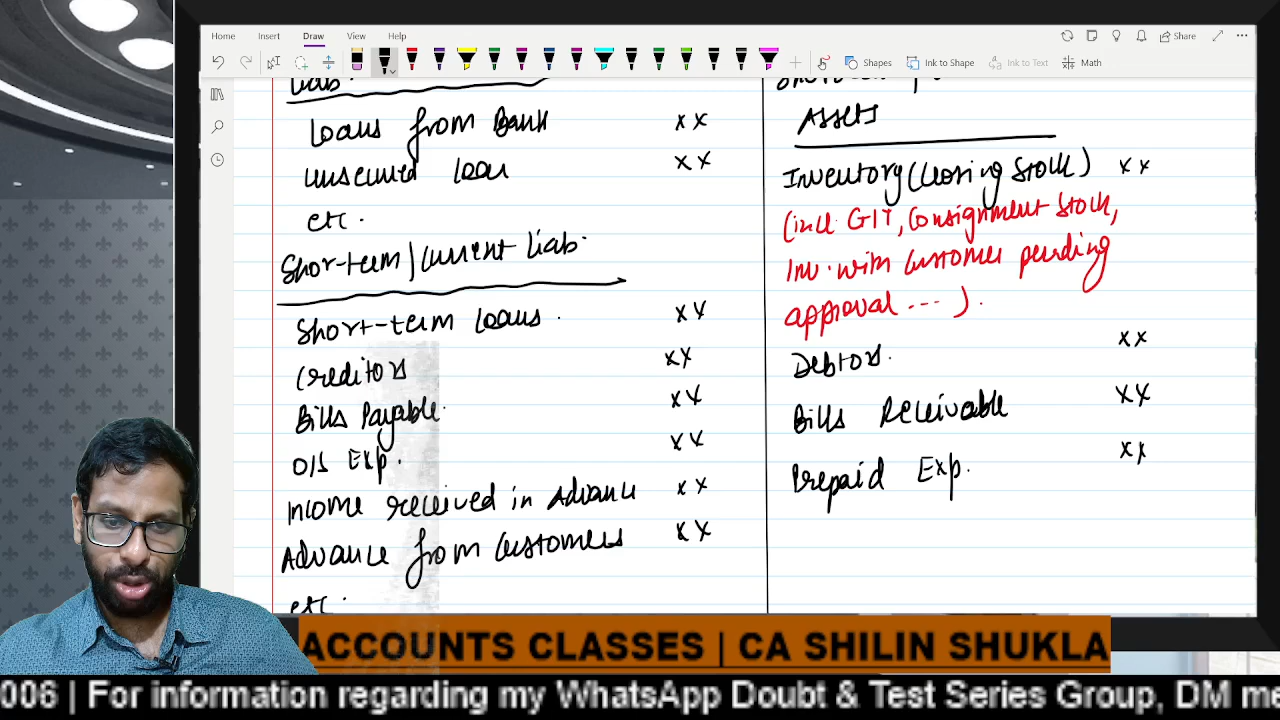 Home Insert Draw View Help
Share
Shapes Ink to Shape Ink to Text Math
Liab.
Loans from Bank xx
unsecured loan xx
etc.
Short-term/Current Liab.
Short-term Loans. xx
Creditors xx
Bills Payable. xx
O/s Exp. xx
Income received in Advance xx
Advance from Customers xx
etc.
Assets
Inventory (Closing Stock) xx
(incl. GIT, Consignment Stock,
Inv. with Customer pending
approval ---).
Debtors. xx
Bills Receivable xx
Prepaid Exp. xx
ACCOUNTS CLASSES | CA SHILIN SHUKLA
006 | For information regarding my WhatsApp Doubt & Test Series Group, DM me